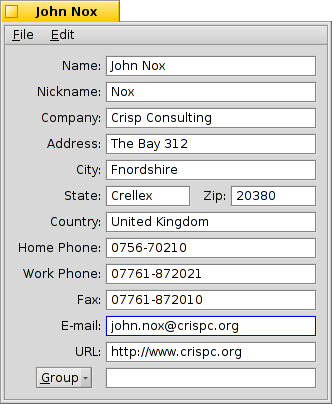 John Nox
File Edit
Name: John Nox
Nickname: Nox
Company: Crisp Consulting
Address: The Bay 312
City: Fnordshire
State: Crellex Zip: 20380
Country: United Kingdom
Home Phone: 0756-70210
Work Phone: 07761-872021
Fax: 07761-872010
E-mail: john.nox@crispc.org
URL: http://www.crispc.org
Group